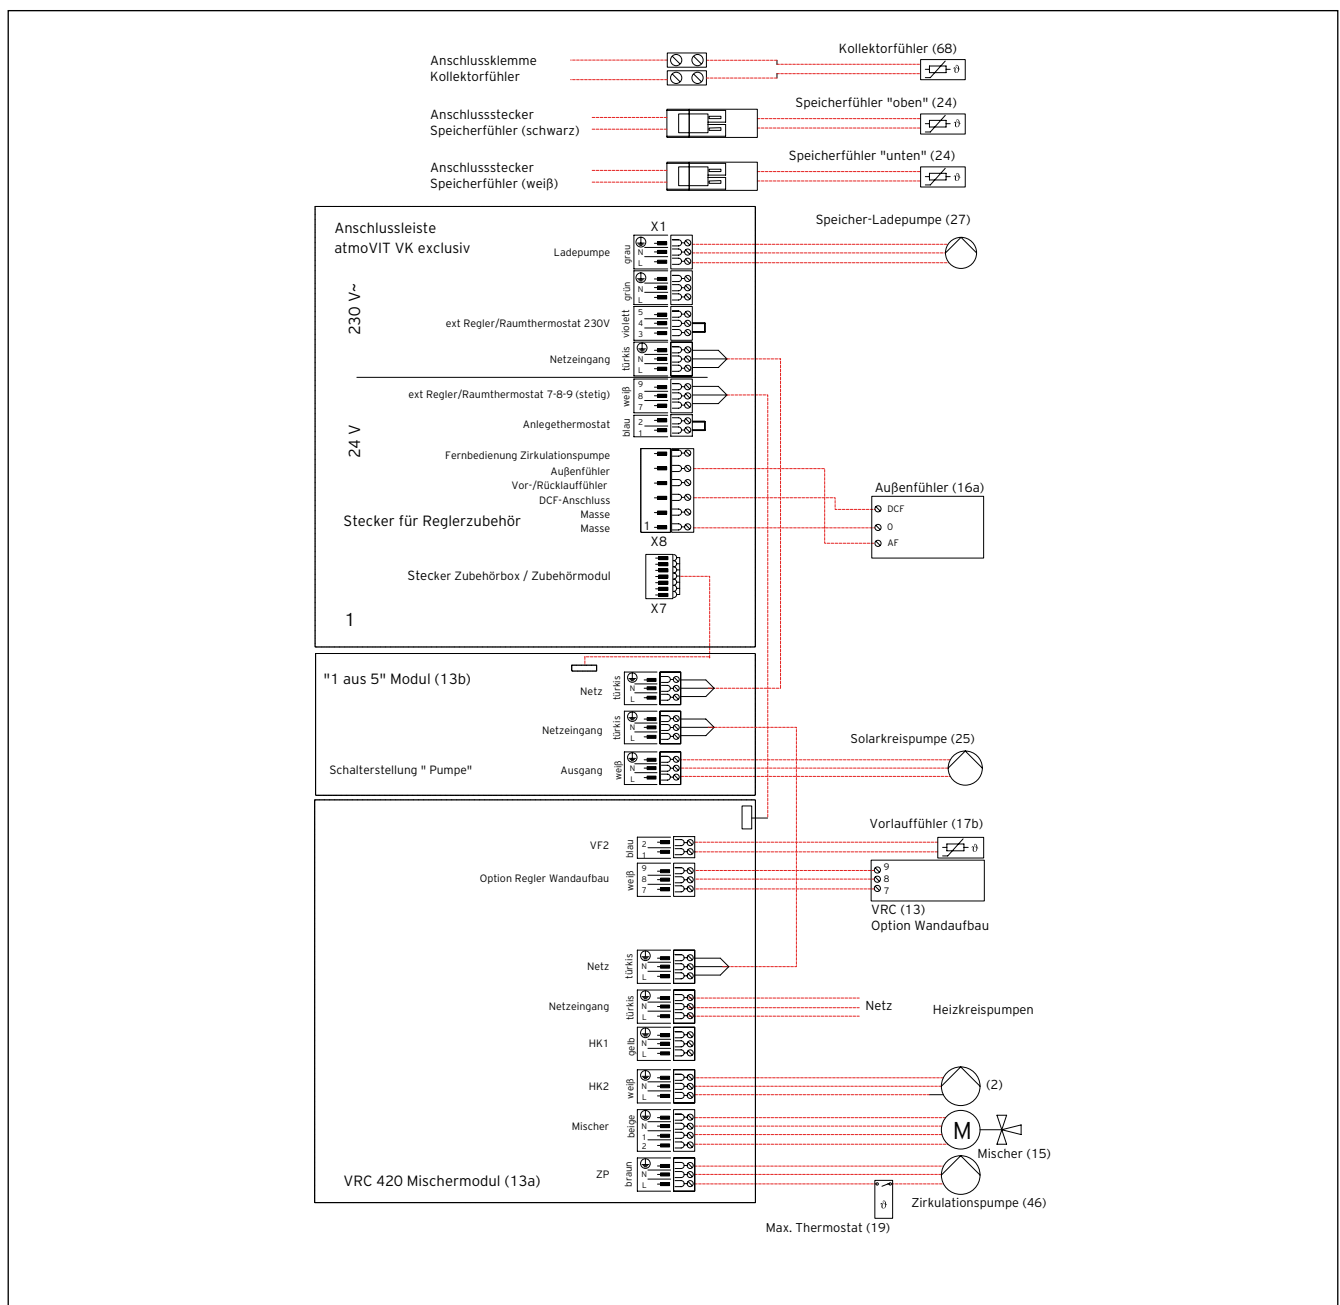 Anschlussklemme
Kollektorfühler
Kollektorfühler (68)
ϑ
Anschlussstecker
Speicherfühler (schwarz)
Speicherfühler "oben" (24)
ϑ
Anschlussstecker
Speicherfühler (weiß)
Speicherfühler "unten" (24)
ϑ
Anschlussleiste
atmoVIT VK exclusiv
X1
Speicher-Ladepumpe (27)
Ladepumpe
grau
N
L
grün
N
L
230 V~
ext Regler/Raumthermostat 230V
violett
5
4
3
Netzeingang
türkis
N
L
ext Regler/Raumthermostat 7-8-9 (stetig)
weiß
9
8
7
24 V
Anlegethermostat
blau
2
1
Fernbedienung Zirkulationspumpe
Außenfühler
Vor-/Rücklauffühler
DCF-Anschluss
Masse
Stecker für Reglerzubehör
Masse
1
X8
Außenfühler (16a)
DCF
0
AF
Stecker Zubehörbox / Zubehörmodul
X7
1
"1 aus 5" Modul (13b)
Netz
türkis
N
L
Netzeingang
türkis
N
L
Solarkreispumpe (25)
Schalterstellung " Pumpe"
Ausgang
weiß
N
L
VF2
blau
2
1
Vorlauffühler (17b)
ϑ
Option Regler Wandaufbau
weiß
9
8
7
9
8
7
VRC (13)
Option Wandaufbau
Netz
türkis
N
L
Netzeingang
türkis
N
L
Netz
Heizkreispumpen
HK1
gelb
N
L
HK2
weiß
N
L
(2)
Mischer
beige
N
1
2
M
Mischer (15)
ZP
braun
N
L
VRC 420 Mischermodul (13a)
ϑ
Zirkulationspumpe (46)
Max. Thermostat (19)